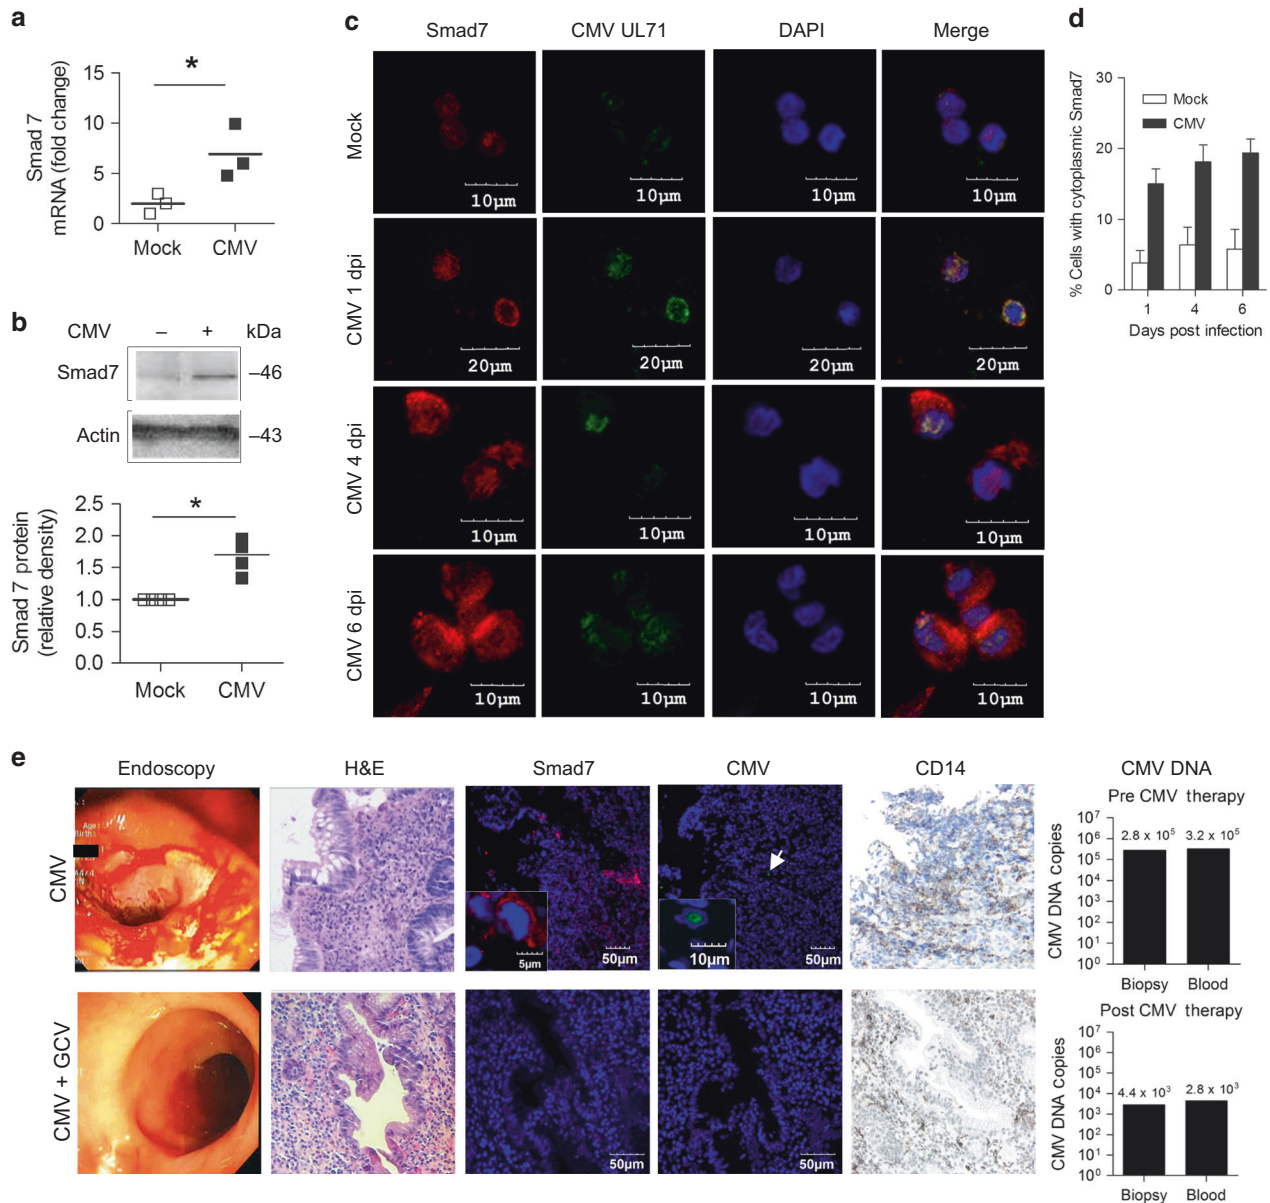 a
Smad 7
mRNA (fold change)
15
10
5
0
*
Mock
CMV
b
CMV
–
+
kDa
Smad7
–46
Actin
–43
Smad 7 protein
(relative density)
2.5
2.0
1.5
1.0
0.5
0.0
*
Mock
CMV
c
Smad7
CMV UL71
DAPI
Merge
Mock
10µm
10µm
10µm
10µm
CMV 1 dpi
20µm
20µm
20µm
20µm
CMV 4 dpi
10µm
10µm
10µm
10µm
CMV 6 dpi
10µm
10µm
10µm
10µm
d
% Cells with cytoplasmic Smad7
30
20
10
0
Mock
CMV
1
4
6
Days post infection
e
Endoscopy
H&E
Smad7
CMV
CD14
CMV DNA
CMV
Age:
5µm
50µm
10µm
50µm
Pre CMV therapy
CMV DNA copies
10⁷
10⁶
10⁵
10⁴
10³
10²
10¹
10⁰
2.8 x 10⁵
3.2 x 10⁵
Biopsy
Blood
CMV + GCV
50µm
50µm
Post CMV therapy
CMV DNA copies
10⁷
10⁶
10⁵
10⁴
10³
10²
10¹
10⁰
4.4 x 10³
2.8 x 10³
Biopsy
Blood